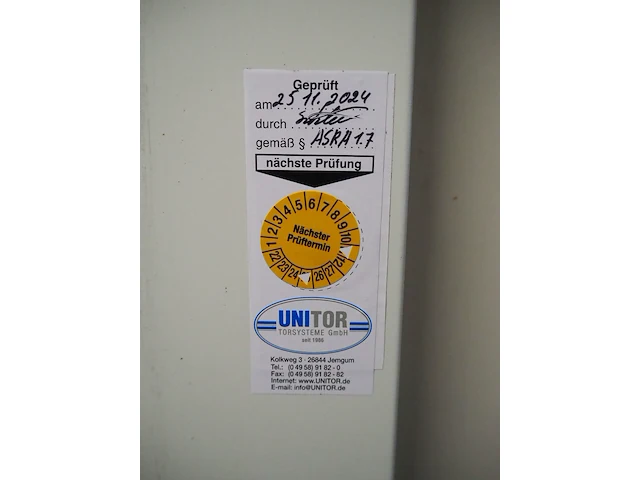 Geprüft
am 25.11.2024
durch
gemäß § ASRA 1.7
nächste Prüfung
1 2 3 4 5 6 7 8 9 10 12
Nächster
Prüftermin
22 23 24 26 27
UNITOR
TORSYSTEME GmbH
seit 1986
Kolkweg 3 - 26844 Jemgum
Tel.: (0 49 58) 91 82 - 0
Fax: (0 49 58) 91 82 - 82
Internet: www.UNITOR.de
E-mail: info@UNITOR.de